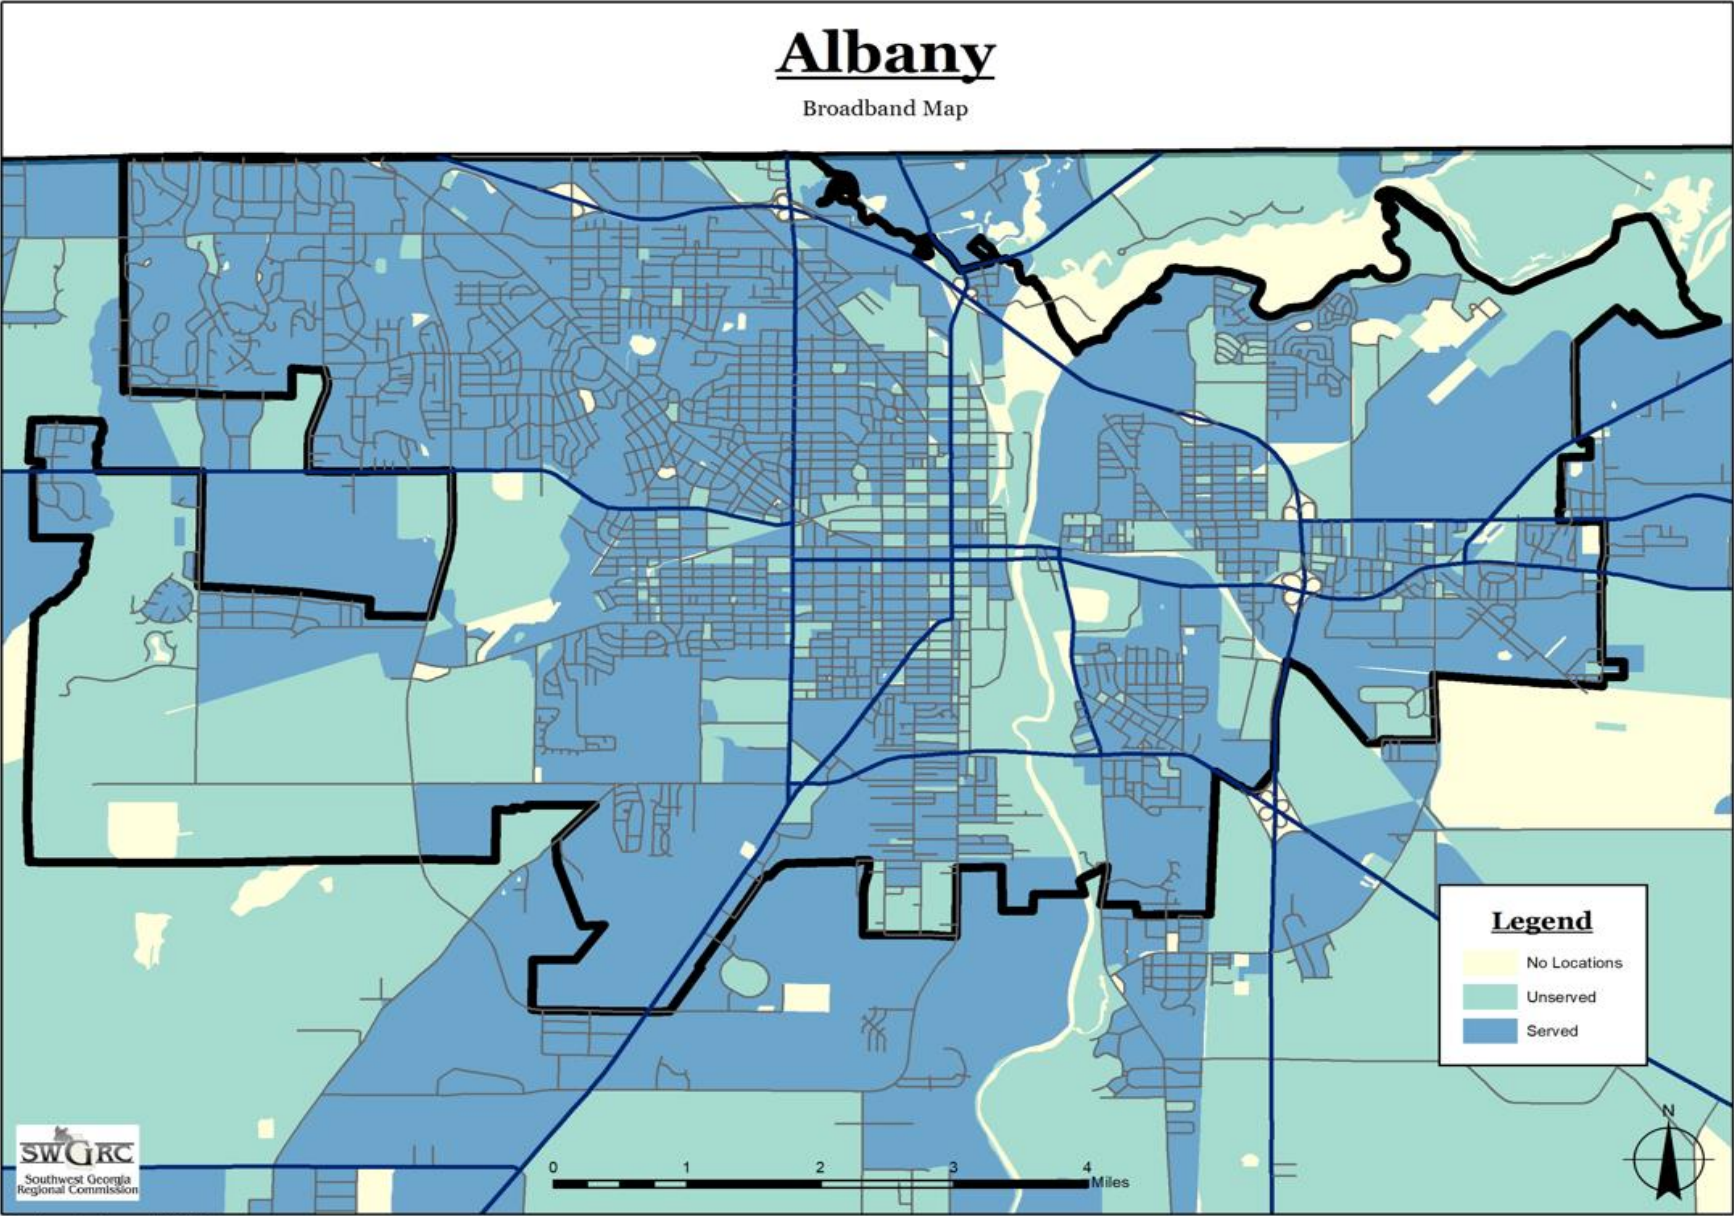 Albany
Broadband Map
Legend
No Locations
Unserved
Served
N
SWGRC
Southwest Georgia
Regional Commission
0 1 2 3 4
Miles